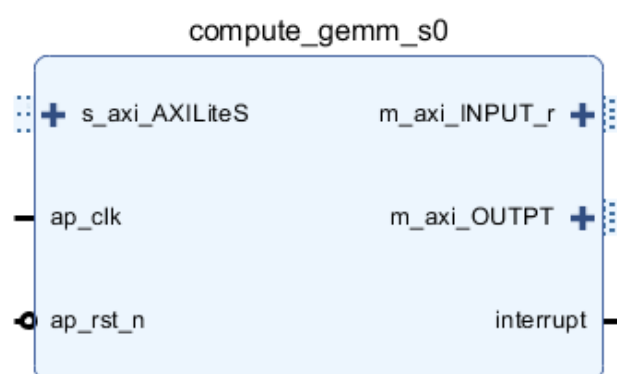 compute_gemm_s0
s_axi_AXILiteS
m_axi_INPUT_r
ap_clk
m_axi_OUTPT
ap_rst_n
interrupt